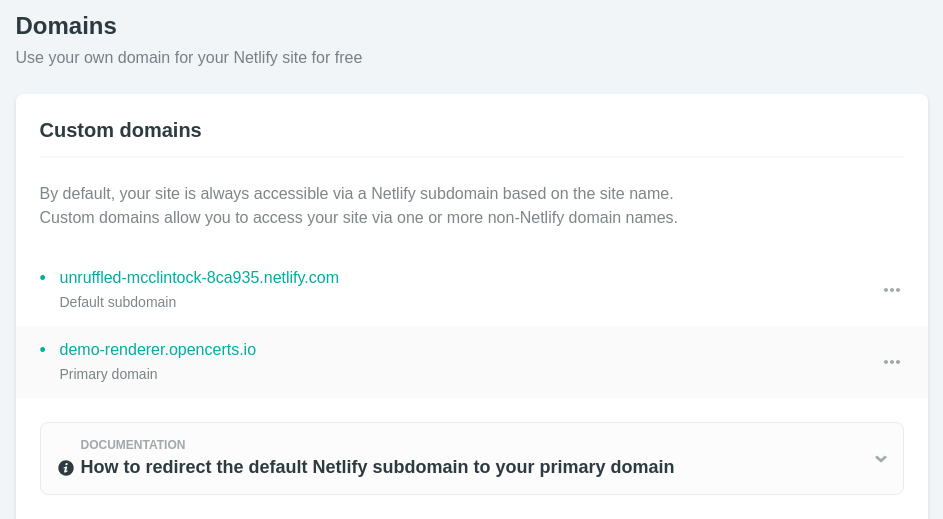 Domains
Use your own domain for your Netlify site for free
Custom domains
By default, your site is always accessible via a Netlify subdomain based on the site name.
Custom domains allow you to access your site via one or more non-Netlify domain names.
• unruffled-mcclintock-8ca935.netlify.com
Default subdomain
• demo-renderer.opencerts.io
Primary domain
DOCUMENTATION
How to redirect the default Netlify subdomain to your primary domain